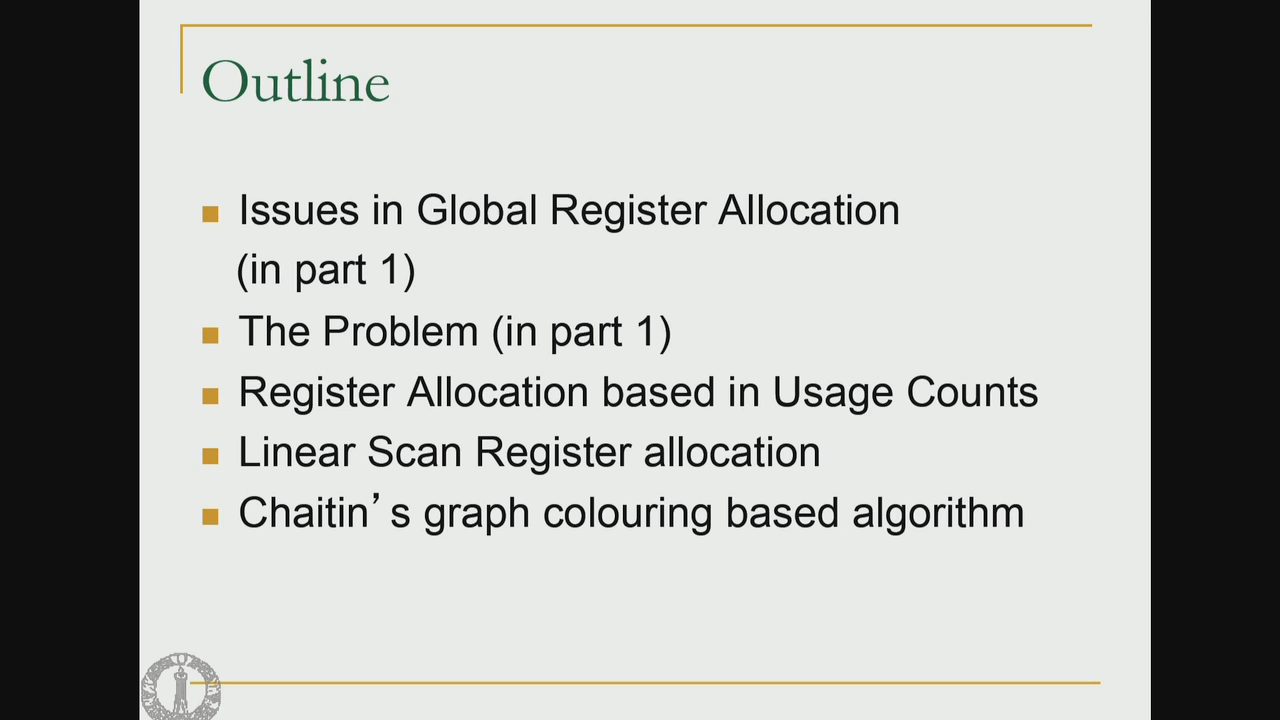 Outline
Issues in Global Register Allocation
(in part 1)
The Problem (in part 1)
Register Allocation based in Usage Counts
Linear Scan Register allocation
Chaitin’s graph colouring based algorithm